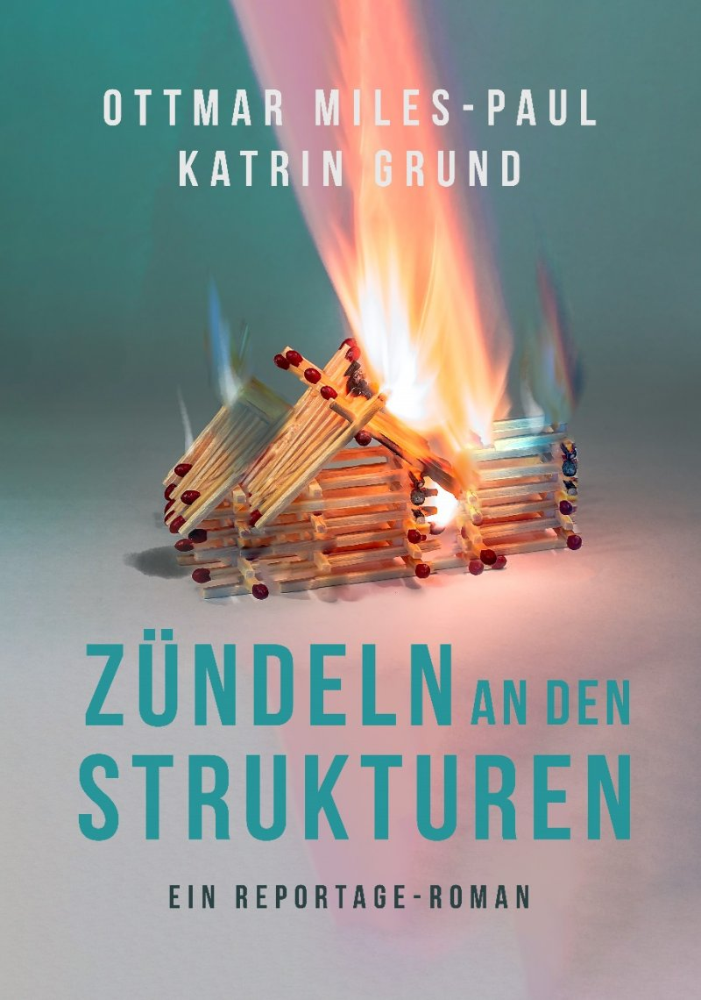 OTTMAR MILES-PAUL
KATRIN GRUND
ZÜNDELN AN DEN
STRUKTUREN
EIN REPORTAGE-ROMAN